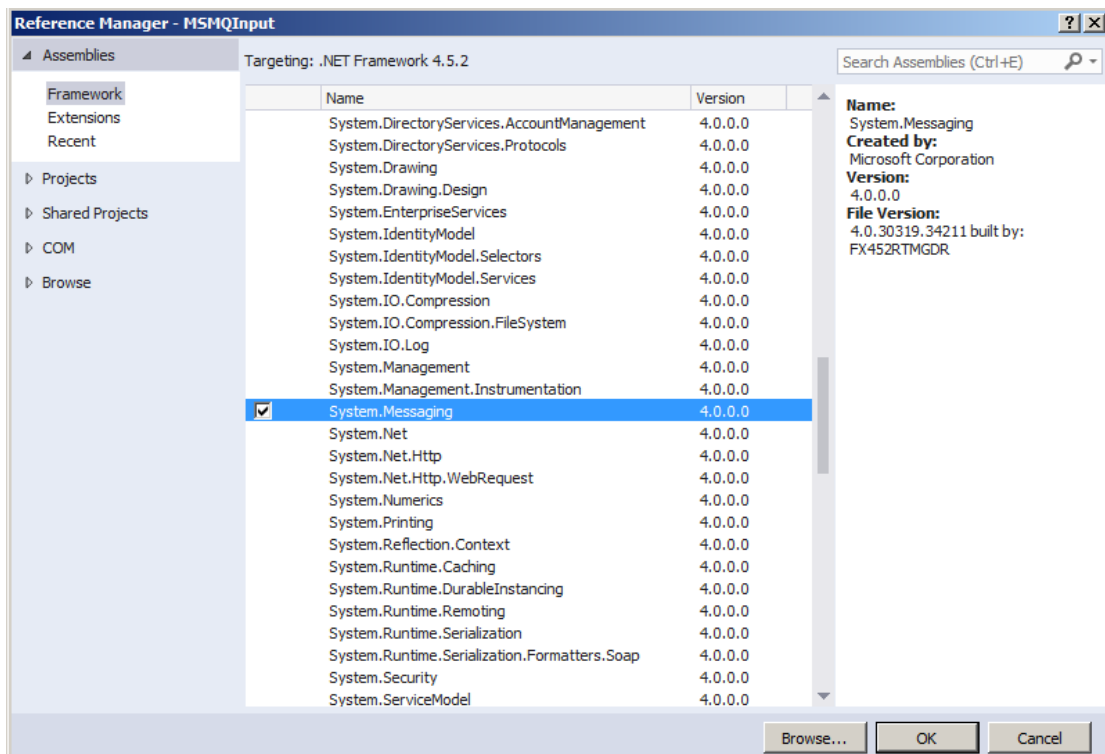 Reference Manager - MSMQInput
Assemblies
Framework
Extensions
Recent
Projects
Shared Projects
COM
Browse
Targeting: .NET Framework 4.5.2
Search Assemblies (Ctrl+E)
Name Version
System.DirectoryServices.AccountManagement 4.0.0.0
System.DirectoryServices.Protocols 4.0.0.0
System.Drawing 4.0.0.0
System.Drawing.Design 4.0.0.0
System.EnterpriseServices 4.0.0.0
System.IdentityModel 4.0.0.0
System.IdentityModel.Selectors 4.0.0.0
System.IdentityModel.Services 4.0.0.0
System.IO.Compression 4.0.0.0
System.IO.Compression.FileSystem 4.0.0.0
System.IO.Log 4.0.0.0
System.Management 4.0.0.0
System.Management.Instrumentation 4.0.0.0
System.Messaging 4.0.0.0
System.Net 4.0.0.0
System.Net.Http 4.0.0.0
System.Net.Http.WebRequest 4.0.0.0
System.Numerics 4.0.0.0
System.Printing 4.0.0.0
System.Reflection.Context 4.0.0.0
System.Runtime.Caching 4.0.0.0
System.Runtime.DurableInstancing 4.0.0.0
System.Runtime.Remoting 4.0.0.0
System.Runtime.Serialization 4.0.0.0
System.Runtime.Serialization.Formatters.Soap 4.0.0.0
System.Security 4.0.0.0
System.ServiceModel 4.0.0.0
Name:
System.Messaging
Created by:
Microsoft Corporation
Version:
4.0.0.0
File Version:
4.0.30319.34211 built by:
FX452RTMGDR
Browse... OK Cancel